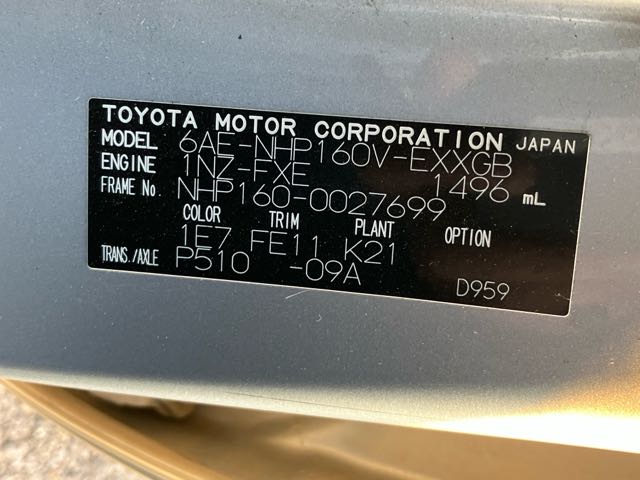 TOYOTA MOTOR CORPORATION JAPAN
MODEL 6AE-NHP160V-EXXGB
ENGINE 1NZ-FXE 1496 mL
FRAME No. NHP160-0027699
COLOR TRIM PLANT OPTION
1E7 FE11 K21
TRANS./AXLE P510 -09A
D959